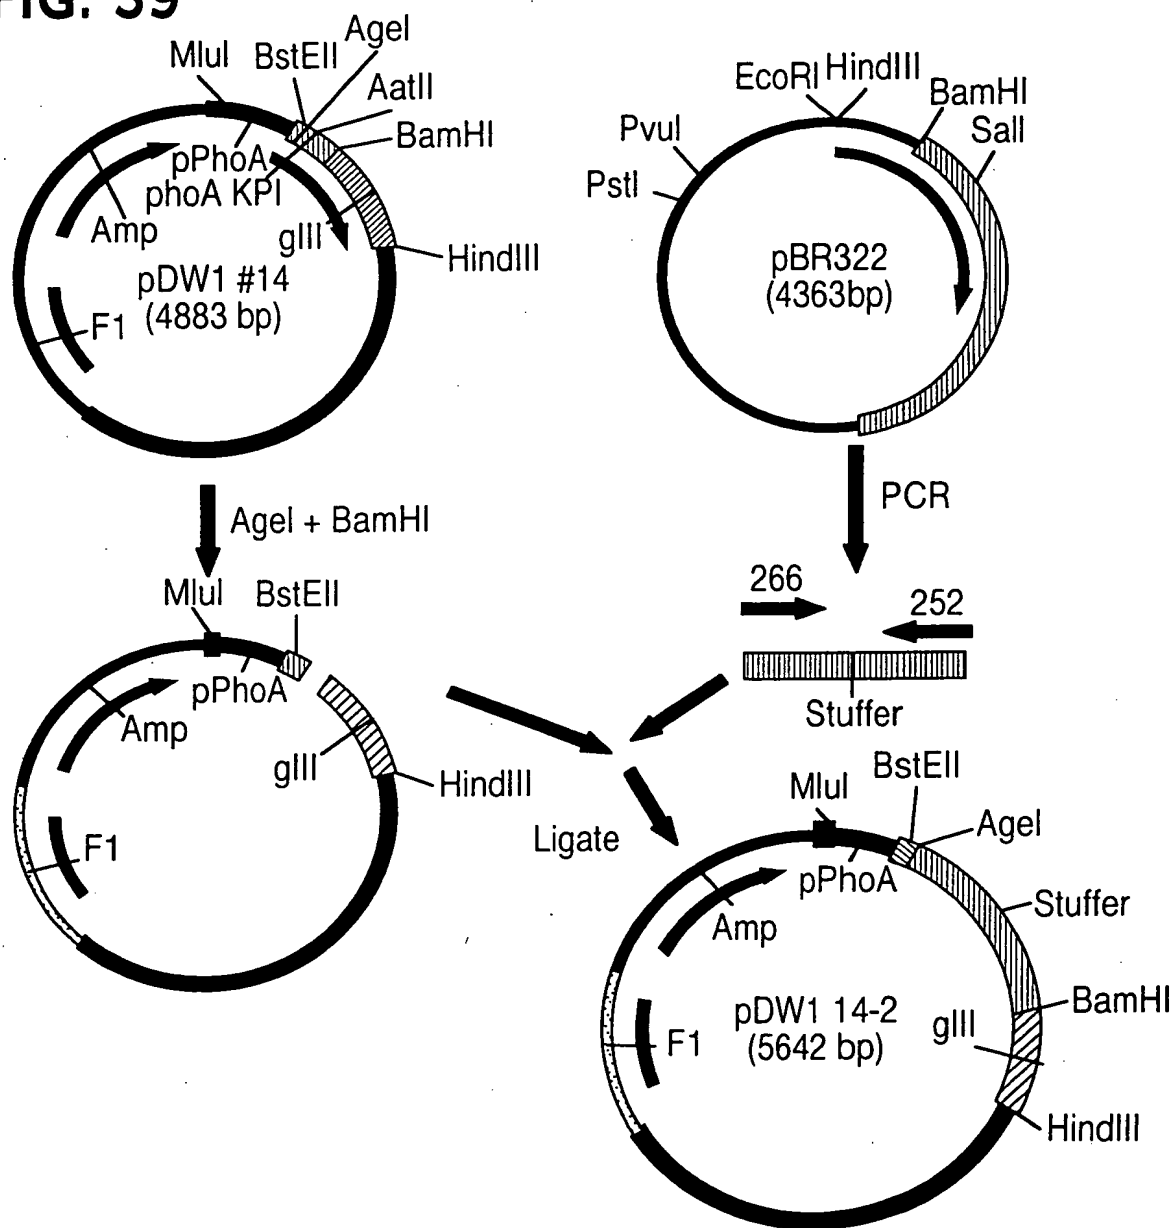 FIG. 39
MluI
BstEII
AgeI
AatII
BamHI
pPhoA
phoA KPI
Amp
gIII
HindIII
pDW1 #14
(4883 bp)
F1
EcoRI
HindIII
BamHI
SalI
PvuI
PstI
pBR322
(4363bp)
AgeI + BamHI
PCR
MluI
BstEII
pPhoA
Amp
gIII
HindIII
F1
266
252
Stuffer
Ligate
MluI
BstEII
AgeI
pPhoA
Stuffer
Amp
BamHI
pDW1 14-2
(5642 bp)
gIII
F1
HindIII